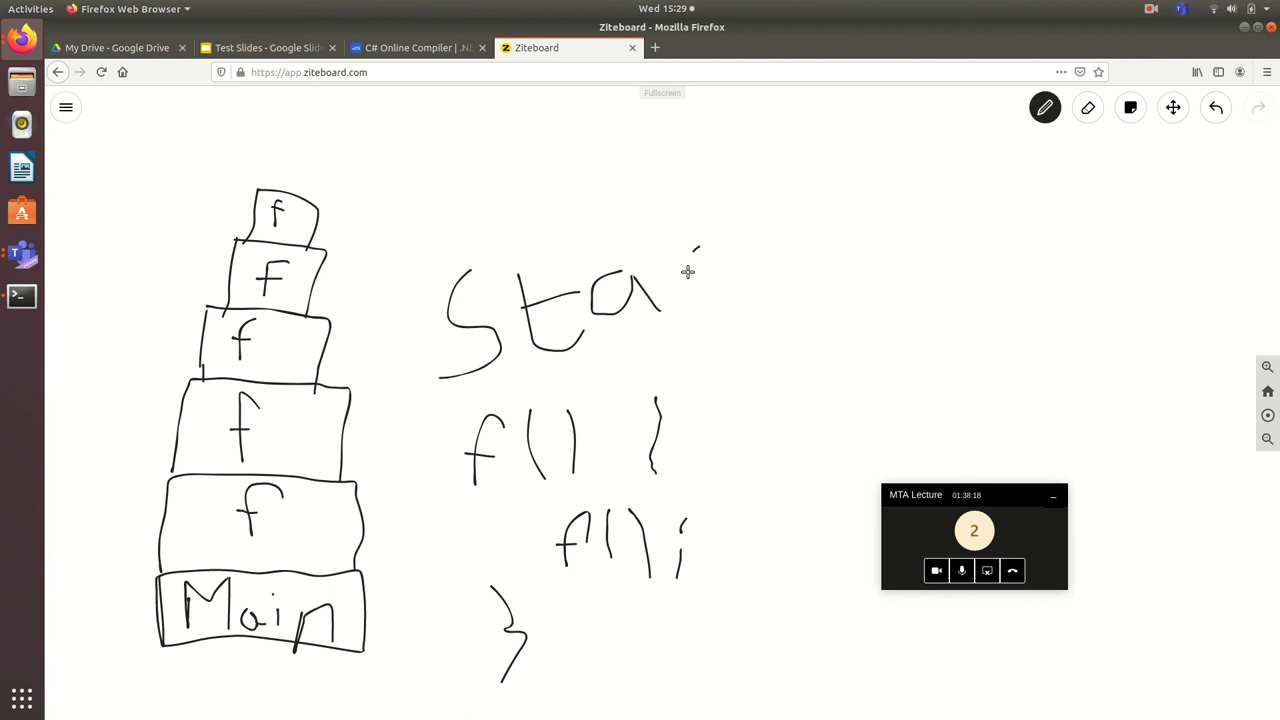 Activities
Firefox Web Browser
Wed 15:29
Ziteboard - Mozilla Firefox
My Drive - Google Drive
Test Slides - Google Slide
C# Online Compiler | .NE
Ziteboard
https://app.ziteboard.com
Fullscreen
f
f
f
f
f
Main
Sta
f() {
f();
}
MTA Lecture 01:38:18
2